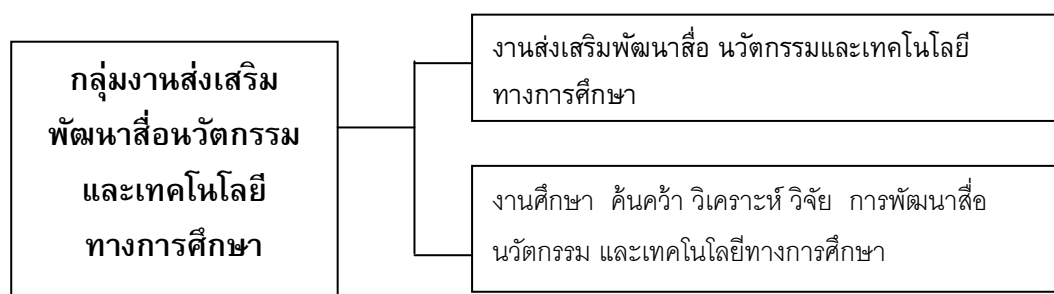 กลุ่มงานส่งเสริม
พัฒนาสื่อนวัตกรรม
และเทคโนโลยี
ทางการศึกษา
งานส่งเสริมพัฒนาสื่อ นวัตกรรมและเทคโนโลยี
ทางการศึกษา
งานศึกษา ค้นคว้า วิเคราะห์ วิจัย การพัฒนาสื่อ
นวัตกรรม และเทคโนโลยีทางการศึกษา